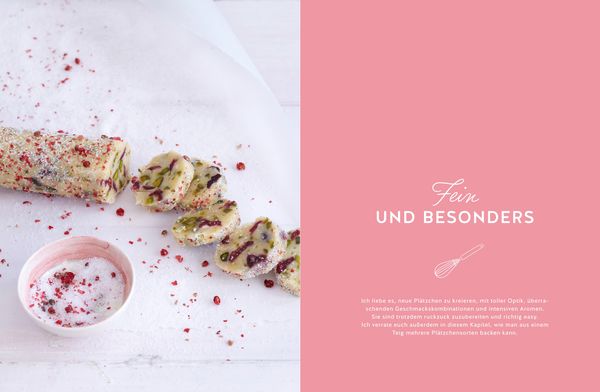 Fein
UND BESONDERS
Ich liebe es, neue Plätzchen zu kreieren, mit toller Optik, überra-
schenden Geschmackskombinationen und intensiven Aromen.
Sie sind trotzdem ruckzuck zuzubereiten und richtig easy.
Ich verrate euch außerdem in diesem Kapitel, wie man aus einem
Teig mehrere Plätzchensorten backen kann.